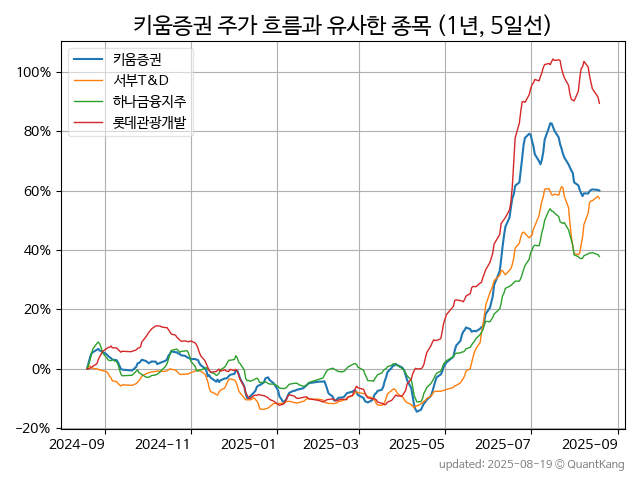 키움증권 주가 흐름과 유사한 종목 (1년, 5일선)
키움증권
서부T&D
하나금융지주
롯데관광개발
100%
80%
60%
40%
20%
0%
−20%
2024-09 2024-11 2025-01 2025-03 2025-05 2025-07 2025-09
updated: 2025-08-19 © QuantKang